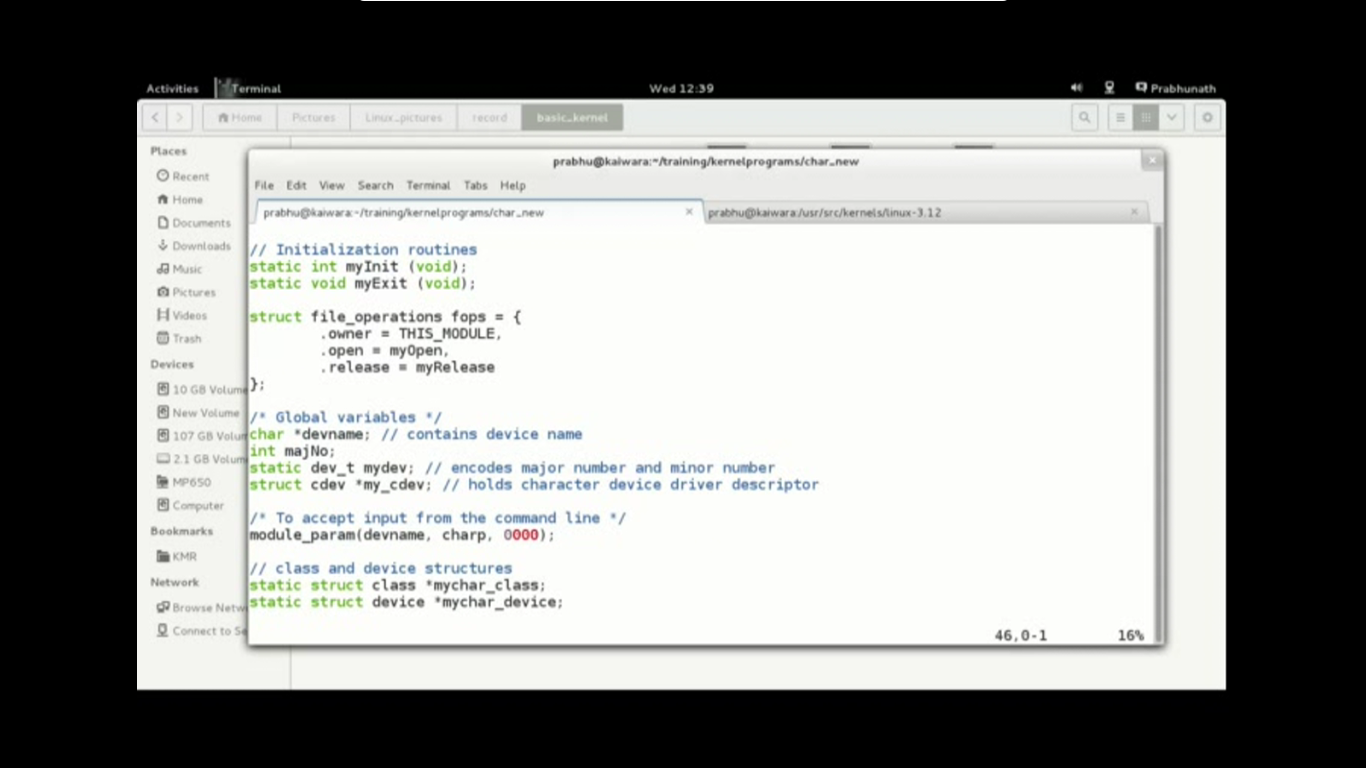 Activities Terminal Wed 12:39 Prabhunath
Home Pictures Linux_pictures record basic_kernel
Places
Recent
Home
Documents
Downloads
Music
Pictures
Videos
Trash
Devices
10 GB Volum
New Volume
107 GB Volum
2.1 GB Volum
MP650
Computer
Bookmarks
KMR
Network
Browse Netw
Connect to Se
prabhu@kaiwara:~/training/kernelprograms/char_new
File Edit View Search Terminal Tabs Help
prabhu@kaiwara:~/training/kernelprograms/char_new prabhu@kaiwara:/usr/src/kernels/linux-3.12
// Initialization routines
static int myInit (void);
static void myExit (void);
struct file_operations fops = {
.owner = THIS_MODULE,
.open = myOpen,
.release = myRelease
};
/* Global variables */
char *devname; // contains device name
int majNo;
static dev_t mydev; // encodes major number and minor number
struct cdev *my_cdev; // holds character device driver descriptor
/* To accept input from the command line */
module_param(devname, charp, 0000);
// class and device structures
static struct class *mychar_class;
static struct device *mychar_device;
46,0-1 16%